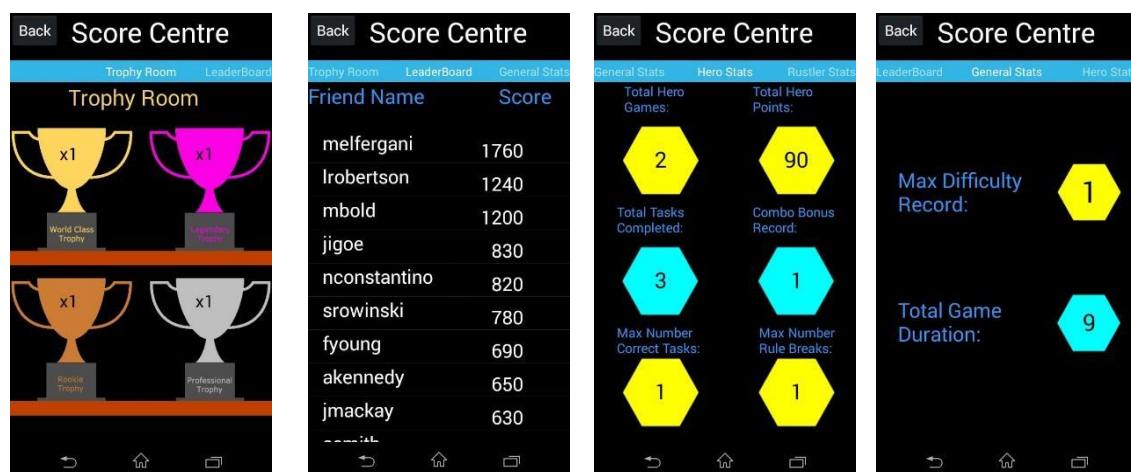 Back Score Centre
Trophy Room LeaderBoard
Trophy Room
x1 x1
World Class
Trophy
Legendary
Trophy
x1 x1
Rookie
Trophy
Professional
Trophy
Back Score Centre
Trophy Room LeaderBoard General Stats
Friend Name Score
melfergani 1760
lrobertson 1240
mbold 1200
jigoe 830
nconstantino 820
srowinski 780
fyoung 690
akennedy 650
jmackay 630
Back Score Centre
General Stats Hero Stats Rustler Stats
Total Hero
Games:
Total Hero
Points:
2 90
Total Tasks
Completed:
Combo Bonus
Record:
3 1
Max Number
Correct Tasks:
Max Number
Rule Breaks:
1 1
Back Score Centre
LeaderBoard General Stats Hero Stat
Max Difficulty
Record:
1
Total Game
Duration:
9